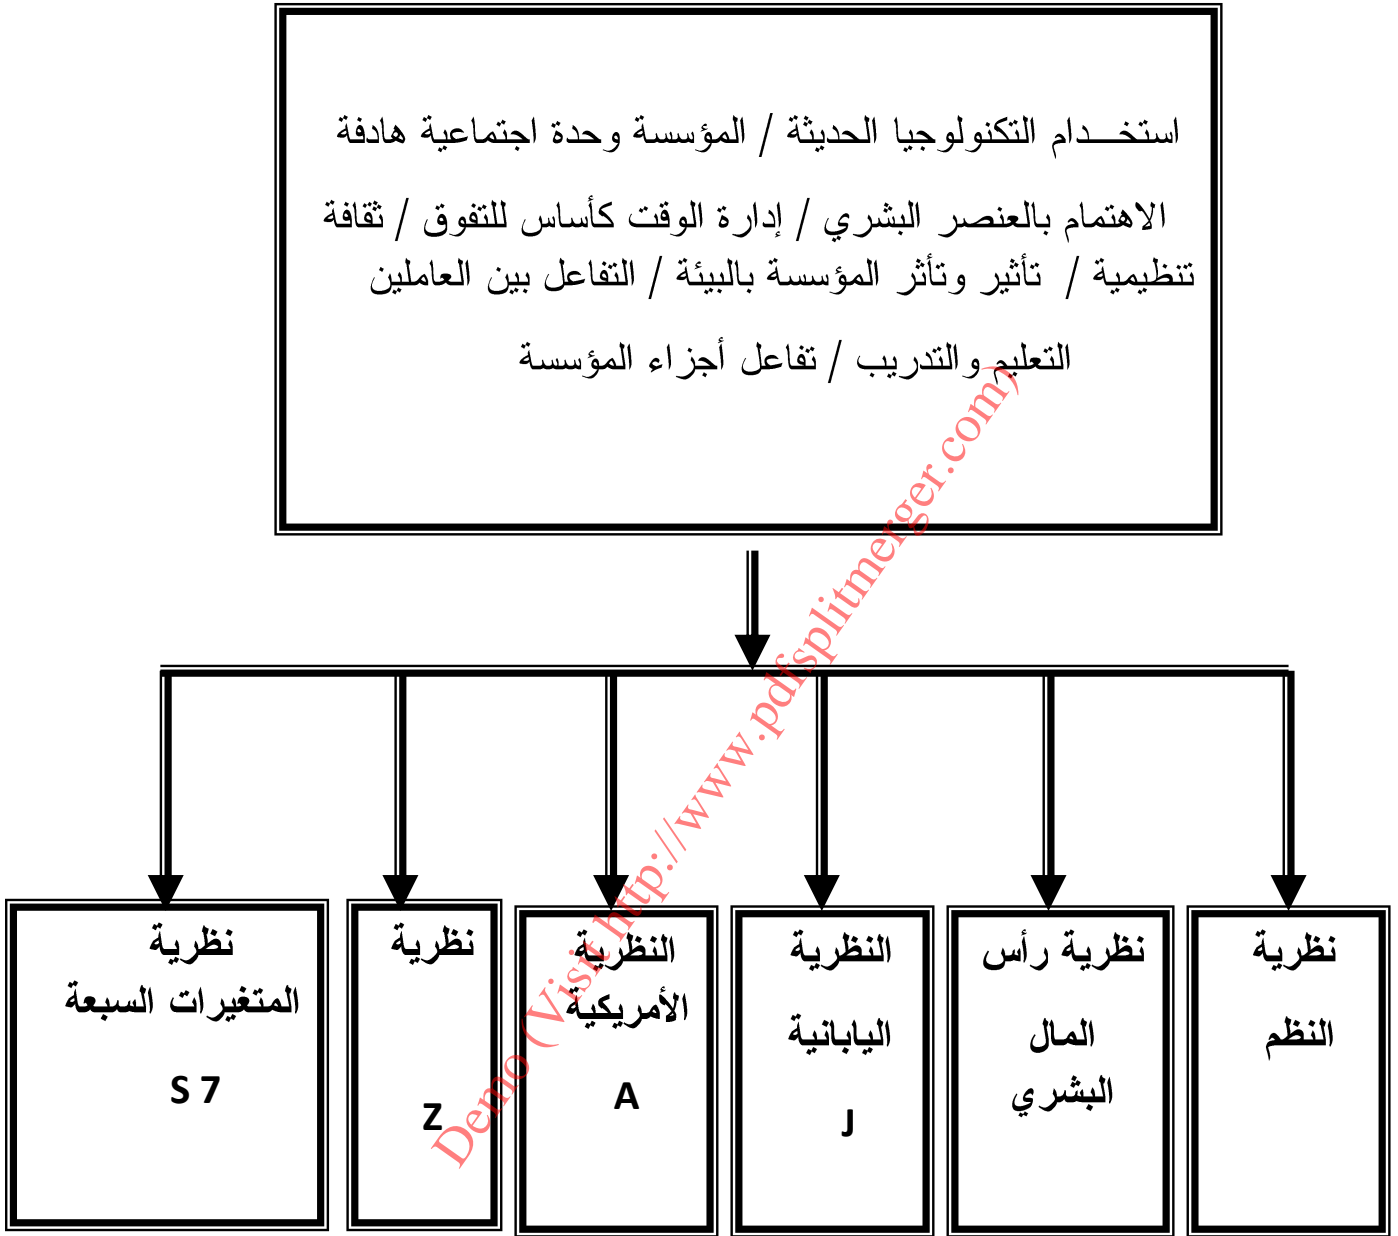 استخــدام التكنولوجيا الحديثة / المؤسسة وحدة اجتماعية هادفة
الاهتمام بالعنصر البشري / إدارة الوقت كأساس للتفوق / ثقافة
تنظيمية / تأثير وتأثر المؤسسة بالبيئة / التفاعل بين العاملين
التعليم والتدريب / تفاعل أجزاء المؤسسة
نظرية
النظم
نظرية رأس
المال
البشري
النظرية
اليابانية
J
النظرية
الأمريكية
A
نظرية
Z
نظرية
المتغيرات السبعة
S 7
Demo (Visit http://www.pdfsplitmerger.com)